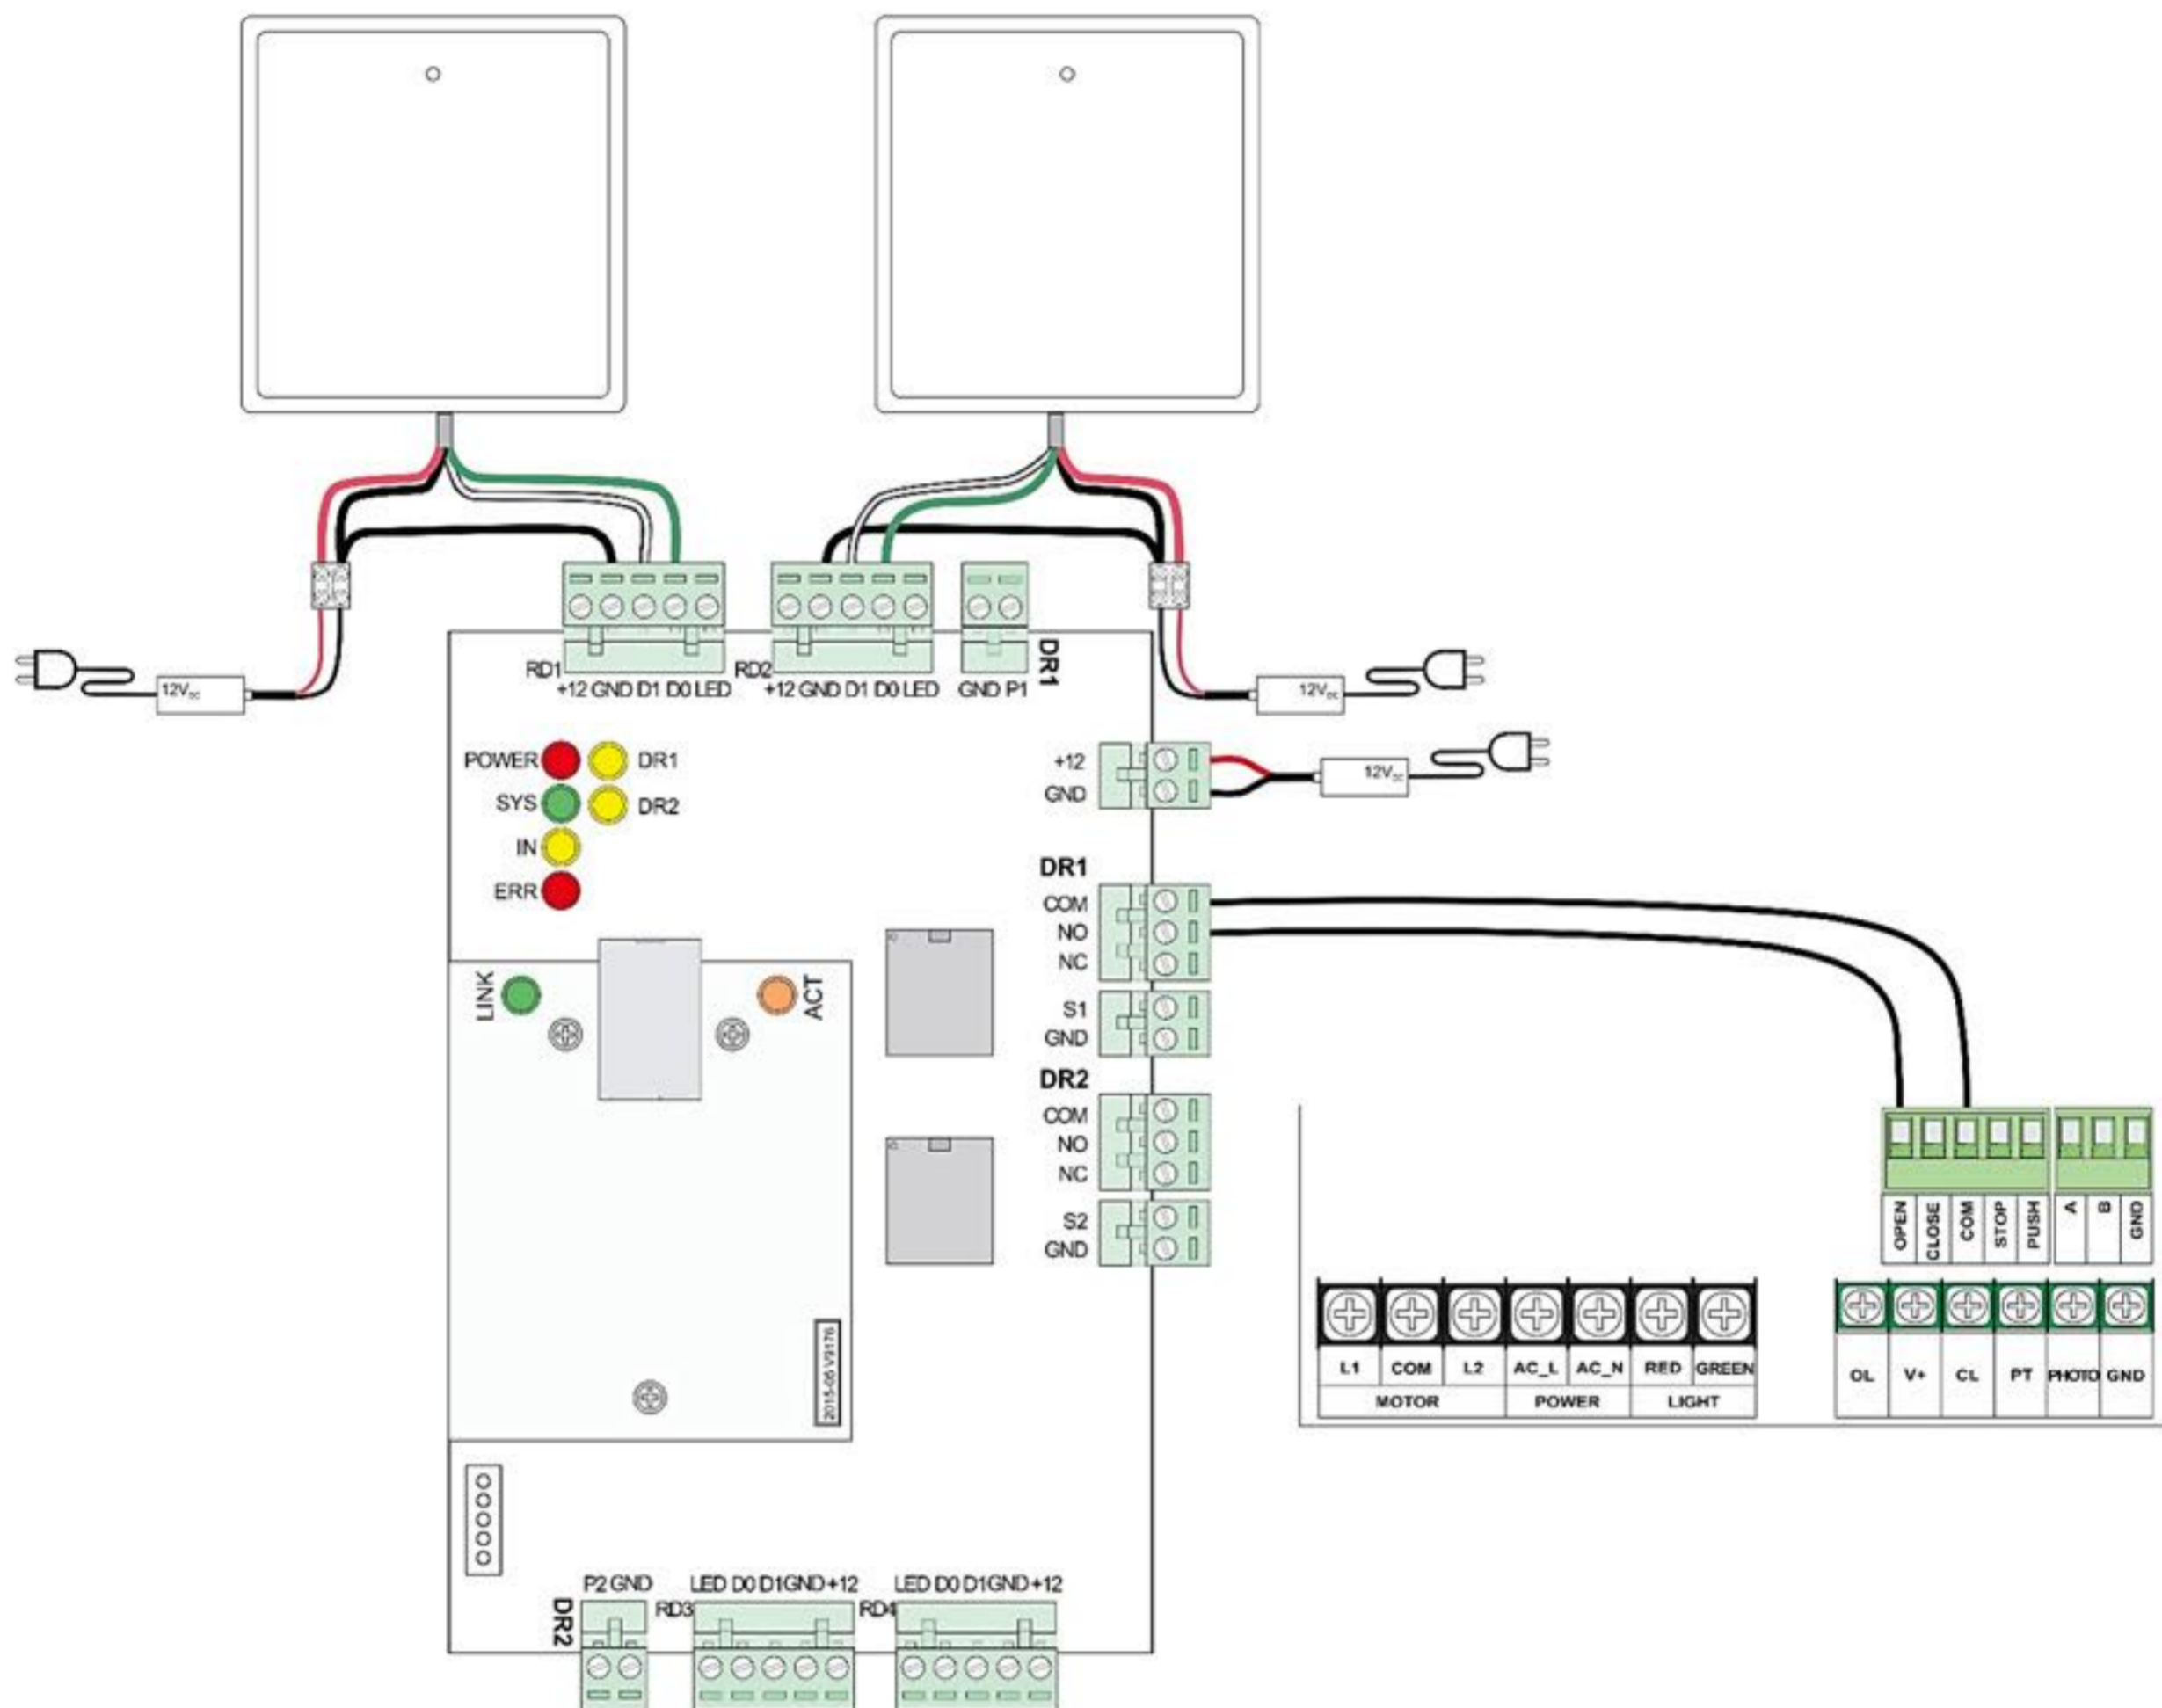 RD1
+12 GND D1 D0 LED
RD2
+12 GND D1 D0 LED
DR1
GND P1
12VDC
12VDC
12VDC
POWER
DR1
SYS
DR2
IN
ERR
+12
GND
DR1
COM
NO
NC
S1
GND
LINK
ACT
DR2
COM
NO
NC
S2
GND
OPEN
CLOSE
COM
STOP
PUSH
A
B
GND
L1 COM L2 AC_L AC_N RED GREEN
MOTOR POWER LIGHT
OL V+ CL PT PHOTO GND
2015-05 V9176
P2 GND
DR2
LED D0 D1 GND +12
RD3
LED D0 D1 GND +12
RD4